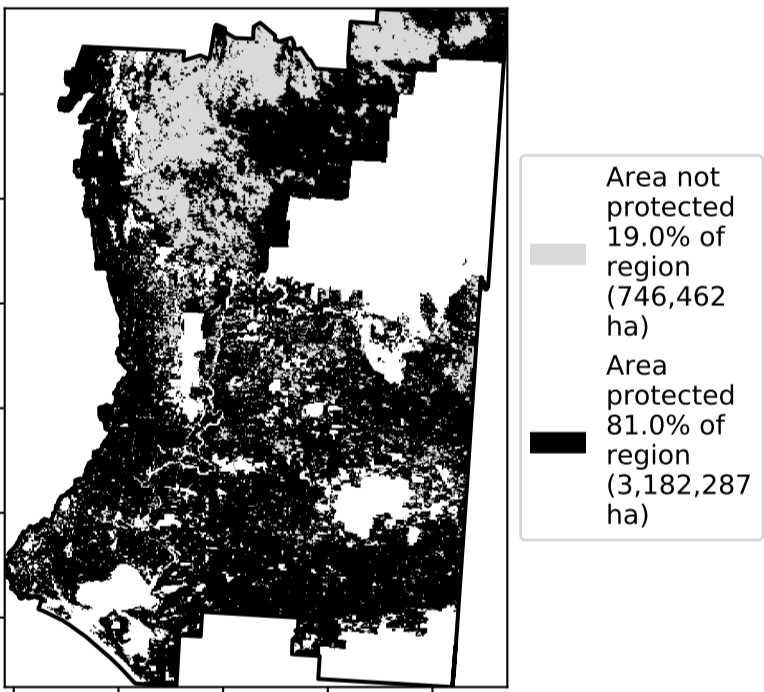 Area not
protected
19.0% of
region
(746,462
ha)
Area
protected
81.0% of
region
(3,182,287
ha)